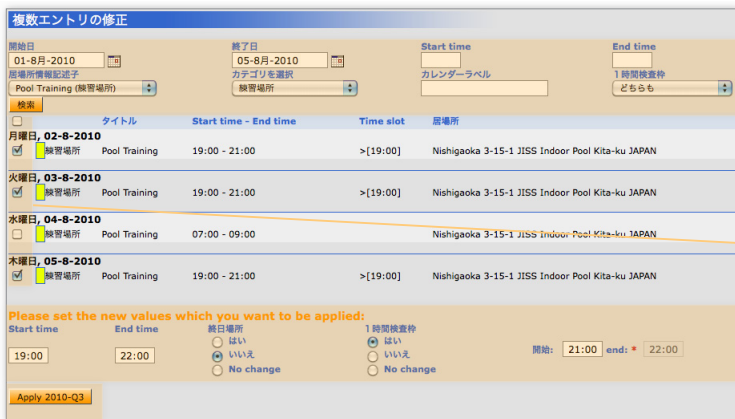 複数エントリの修正
開始日 終了日 Start time End time
01-8月-2010 05-8月-2010
居場所情報記述子 カテゴリを選択 カレンダーラベル 1時間検査枠
Pool Training (練習場所) 練習場所 どちらも
検索
タイトル Start time - End time Time slot 居場所
月曜日, 02-8-2010
練習場所 Pool Training 19:00 - 21:00 >[19:00] Nishigaoka 3-15-1 JISS Indoor Pool Kita-ku JAPAN
火曜日, 03-8-2010
練習場所 Pool Training 19:00 - 21:00 >[19:00] Nishigaoka 3-15-1 JISS Indoor Pool Kita-ku JAPAN
水曜日, 04-8-2010
練習場所 Pool Training 07:00 - 09:00 Nishigaoka 3-15-1 JISS Indoor Pool Kita-ku JAPAN
木曜日, 05-8-2010
練習場所 Pool Training 19:00 - 21:00 >[19:00] Nishigaoka 3-15-1 JISS Indoor Pool Kita-ku JAPAN
Please set the new values which you want to be applied:
Start time End time 終日場所 1時間検査枠
はい はい
19:00 22:00 いいえ いいえ 開始: 21:00 end: * 22:00
No change No change
Apply 2010-Q3